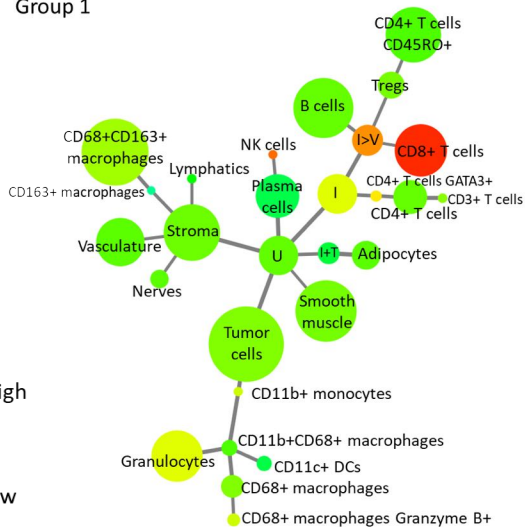 Group 1
CD4+ T cells
CD45RO+
Tregs
B cells
I>V
CD8+ T cells
NK cells
CD68+CD163+
macrophages
Lymphatics
CD163+ macrophages
Plasma
cells
I
CD4+ T cells GATA3+
CD3+ T cells
CD4+ T cells
Stroma
Vasculature
U
I+T
Adipocytes
Nerves
Smooth
muscle
Tumor
cells
igh
CD11b+ monocytes
CD11b+CD68+ macrophages
Granulocytes
CD11c+ DCs
CD68+ macrophages
w
CD68+ macrophages Granzyme B+